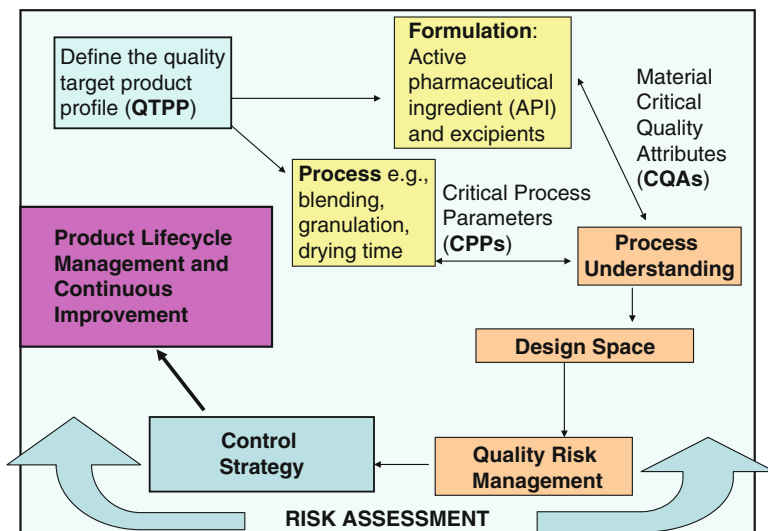 Define the quality
target product
profile (QTPP)
Formulation:
Active
pharmaceutical
ingredient (API)
and excipients
Material
Critical
Quality
Attributes
(CQAs)
Process e.g.,
blending,
granulation,
drying time
Critical Process
Parameters
(CPPs)
Process
Understanding
Product Lifecycle
Management and
Continuous
Improvement
Design Space
Control
Strategy
Quality Risk
Management
RISK ASSESSMENT